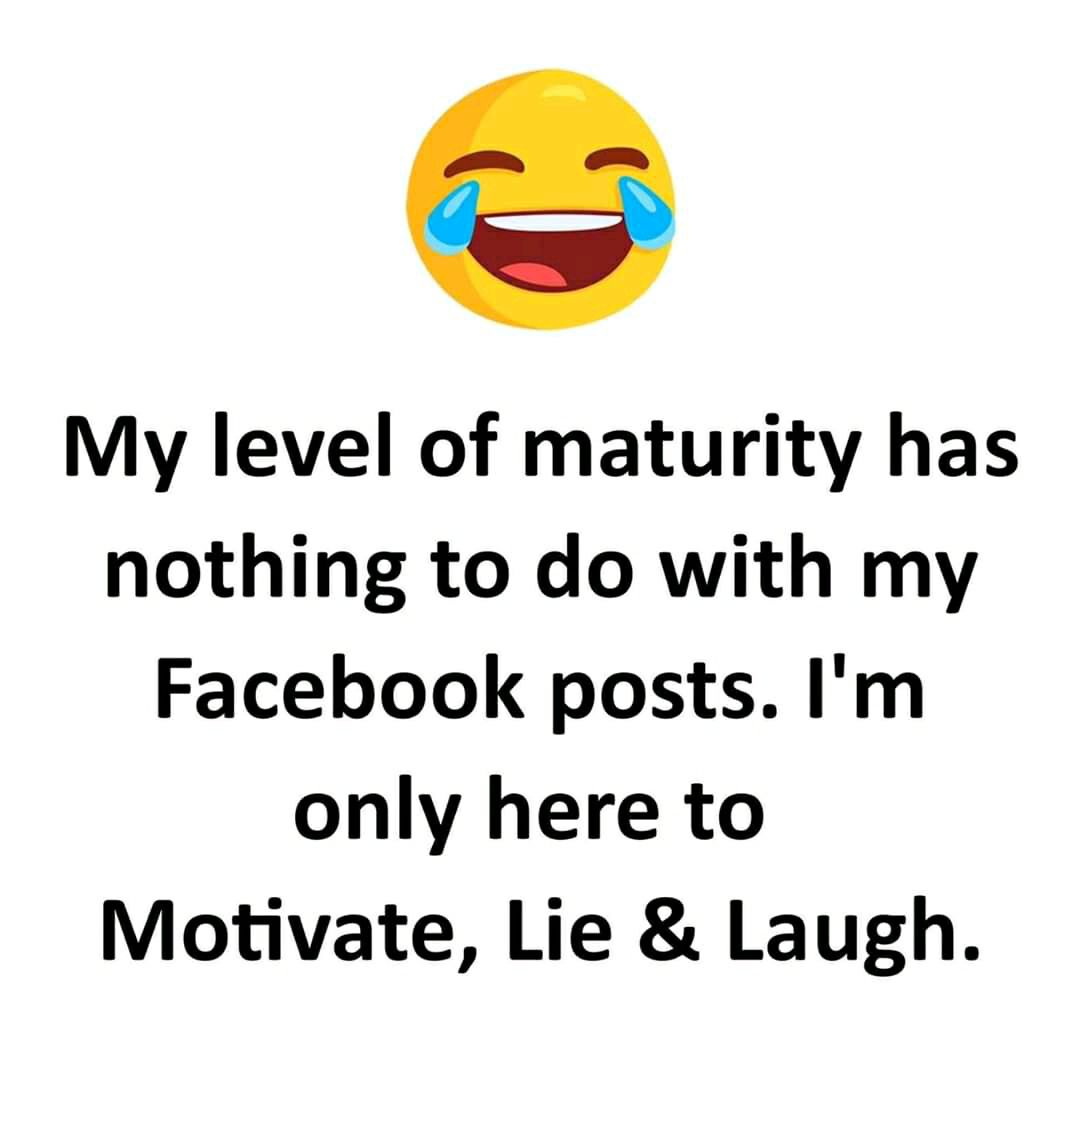 My level of maturity has
nothing to do with my
Facebook posts. I'm
only here to
Motivate, Lie & Laugh.